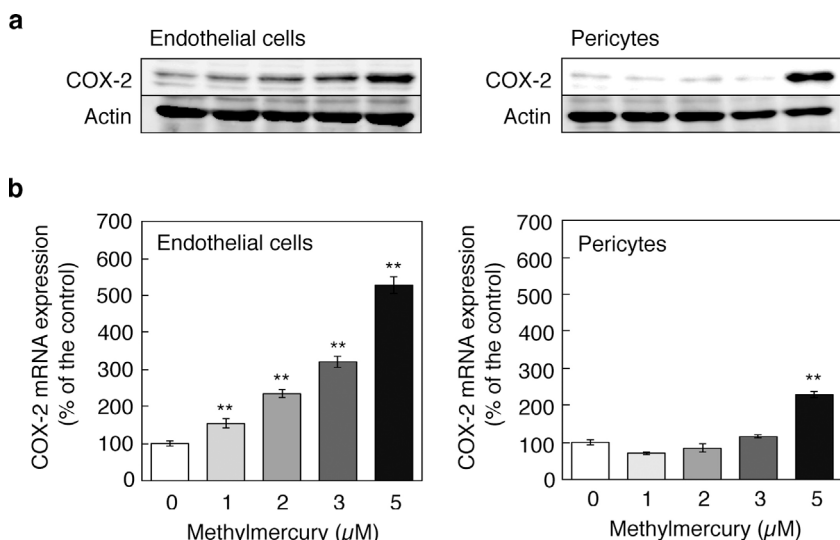 a
Endothelial cells
COX-2
Actin
Pericytes
COX-2
Actin
b
COX-2 mRNA expression
(% of the control)
700
600
500
400
300
200
100
0
Endothelial cells
**
**
**
**
0 1 2 3 5
Methylmercury (µM)
COX-2 mRNA expression
(% of the control)
700
600
500
400
300
200
100
0
Pericytes
**
0 1 2 3 5
Methylmercury (µM)